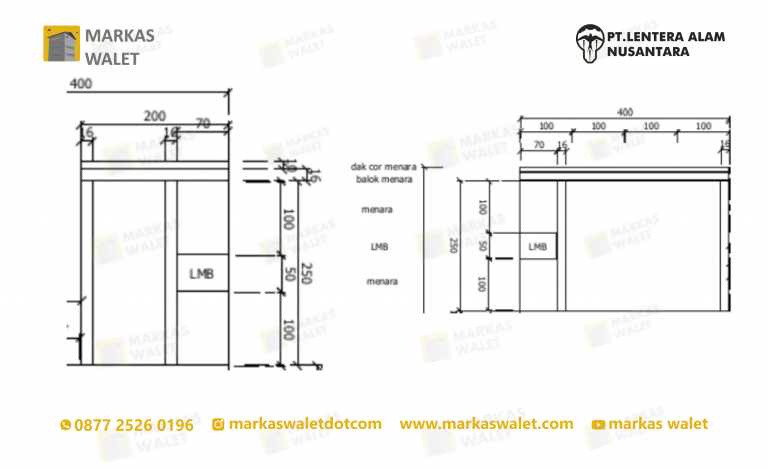 MARKAS
WALET
PT.LENTERA ALAM
NUSANTARA
400
200
70
16
16
10
16
100
50
250
100
LMB
dak cor menara
balok menara
menara
LMB
menara
400
100
100
100
100
70
16
16
100
50
250
100
LMB
0877 2526 0196
markaswaletdotcom
www.markaswalet.com
markas walet